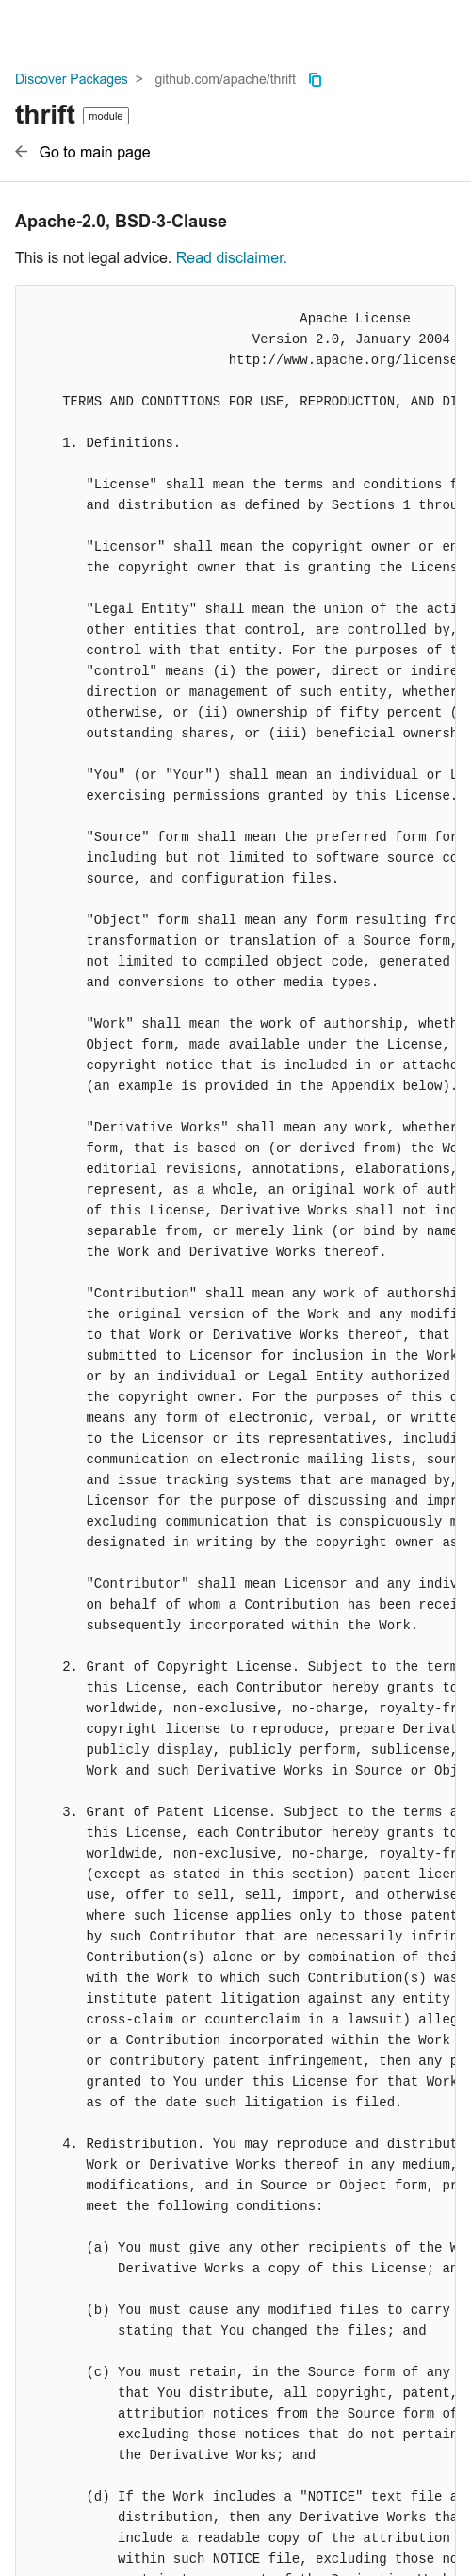 Discover Packages > github.com/apache/thrift
thrift module
Go to main page
Apache-2.0, BSD-3-Clause
This is not legal advice. Read disclaimer.
Apache License
Version 2.0, January 2004
http://www.apache.org/license
TERMS AND CONDITIONS FOR USE, REPRODUCTION, AND DI
1. Definitions.
"License" shall mean the terms and conditions f
and distribution as defined by Sections 1 throu
"Licensor" shall mean the copyright owner or en
the copyright owner that is granting the Licens
"Legal Entity" shall mean the union of the acti
other entities that control, are controlled by,
control with that entity. For the purposes of t
"control" means (i) the power, direct or indire
direction or management of such entity, whether
otherwise, or (ii) ownership of fifty percent (
outstanding shares, or (iii) beneficial ownersh
"You" (or "Your") shall mean an individual or L
exercising permissions granted by this License.
"Source" form shall mean the preferred form for
including but not limited to software source co
source, and configuration files.
"Object" form shall mean any form resulting fro
transformation or translation of a Source form,
not limited to compiled object code, generated
and conversions to other media types.
"Work" shall mean the work of authorship, wheth
Object form, made available under the License,
copyright notice that is included in or attache
(an example is provided in the Appendix below).
"Derivative Works" shall mean any work, whether
form, that is based on (or derived from) the Wo
editorial revisions, annotations, elaborations,
represent, as a whole, an original work of auth
of this License, Derivative Works shall not inc
separable from, or merely link (or bind by name
the Work and Derivative Works thereof.
"Contribution" shall mean any work of authorshi
the original version of the Work and any modifi
to that Work or Derivative Works thereof, that
submitted to Licensor for inclusion in the Work
or by an individual or Legal Entity authorized
the copyright owner. For the purposes of this d
means any form of electronic, verbal, or writte
to the Licensor or its representatives, includi
communication on electronic mailing lists, sour
and issue tracking systems that are managed by,
Licensor for the purpose of discussing and impr
excluding communication that is conspicuously m
designated in writing by the copyright owner as
"Contributor" shall mean Licensor and any indiv
on behalf of whom a Contribution has been recei
subsequently incorporated within the Work.
2. Grant of Copyright License. Subject to the term
this License, each Contributor hereby grants to
worldwide, non-exclusive, no-charge, royalty-fr
copyright license to reproduce, prepare Derivat
publicly display, publicly perform, sublicense,
Work and such Derivative Works in Source or Obj
3. Grant of Patent License. Subject to the terms a
this License, each Contributor hereby grants to
worldwide, non-exclusive, no-charge, royalty-fr
(except as stated in this section) patent licen
use, offer to sell, sell, import, and otherwise
where such license applies only to those patent
by such Contributor that are necessarily infrin
Contribution(s) alone or by combination of thei
with the Work to which such Contribution(s) was
institute patent litigation against any entity
cross-claim or counterclaim in a lawsuit) alleg
or a Contribution incorporated within the Work
or contributory patent infringement, then any p
granted to You under this License for that Work
as of the date such litigation is filed.
4. Redistribution. You may reproduce and distribut
Work or Derivative Works thereof in any medium,
modifications, and in Source or Object form, pr
meet the following conditions:
(a) You must give any other recipients of the W
Derivative Works a copy of this License; an
(b) You must cause any modified files to carry
stating that You changed the files; and
(c) You must retain, in the Source form of any
that You distribute, all copyright, patent,
attribution notices from the Source form of
excluding those notices that do not pertain
the Derivative Works; and
(d) If the Work includes a "NOTICE" text file a
distribution, then any Derivative Works tha
include a readable copy of the attribution
within such NOTICE file, excluding those no